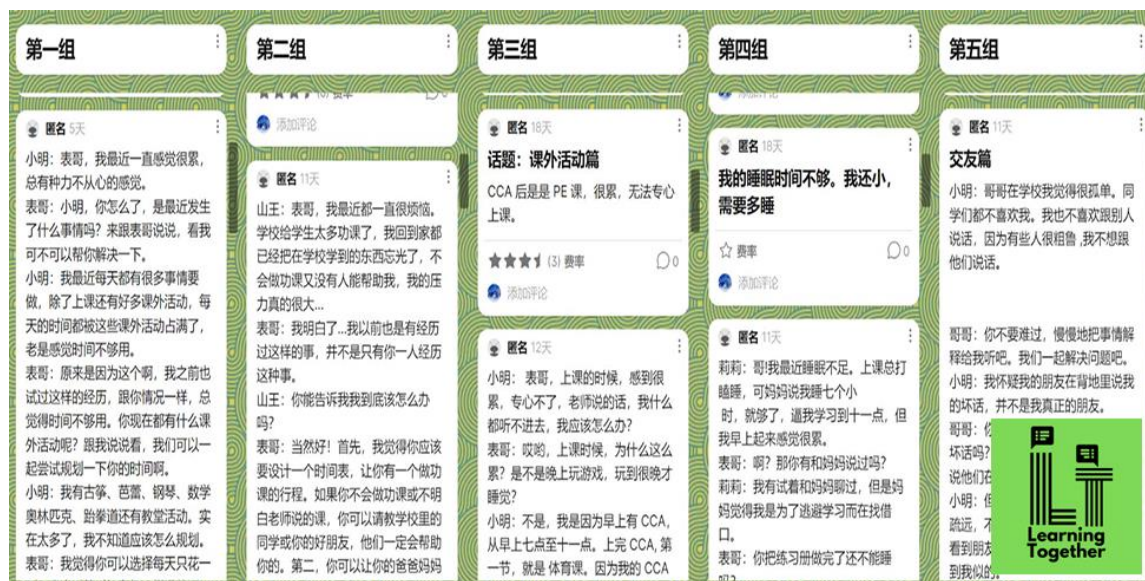 第一组
匿名 5天
小明：表哥，我最近一直感觉很累，
总有种力不从心的感觉。
表哥：小明，你怎么了，是最近发生
了什么事情吗？来跟表哥说说，看我
可不可以帮你解决一下。
小明：我最近每天都有很多事情要
做，除了上课还有好多课外活动，每
天的时间都被这些课外活动占满了，
老是感觉时间不够用。
表哥：原来是因为这个啊，我之前也
试过这样的经历，跟你情况一样，总
觉得时间不够用。你现在都有什么课
外活动呢？跟我说说看，我们可以一
起尝试规划一下你的时间啊。
小明：我有古筝、芭蕾、钢琴、数学
奥林匹克、跆拳道还有教堂活动。实
在太多了，我不知道应该怎么规划。
表哥：我觉得你可以选择每天只花一
第二组
添加评论
匿名 11天
山王：表哥，我最近都一直很烦恼。
学校给学生太多功课了，我回到家都
已经把在学校学到的东西忘光了，不
会做功课又没有人能帮助我，我的压
力真的很大...
表哥：我明白了...我以前也是有经历
过这样的事，并不是只有你一人经历
这种事。
山王：你能告诉我我到底该怎么办
吗？
表哥：当然好！首先，我觉得你应该
要设计一个时间表，让你有一个做功
课的行程。如果你不会做功课或不明
白老师说的课，你可以请教学校里的
同学或你的好朋友，他们一定会帮助
你的。第二，你可以让你的爸爸妈妈
第三组
匿名 18天
话题：课外活动篇
CCA 后是是 PE 课，很累，无法专心
上课。
(3) 费率
0
添加评论
匿名 12天
小明： 表哥，上课的时候，感到很
累，专心不了，老师说的话，我什么
都听不进去，我应该怎么办？
表哥：哎哟，上课时候，为什么这么
累？是不是晚上玩游戏，玩到很晚才
睡觉？
小明：不是，我是因为早上有 CCA，
从早上七点至十一点。上完 CCA, 第
一节，就是 体育课。因为我的 CCA
第四组
匿名 18天
我的睡眠时间不够。我还小，
需要多睡
费率
0
添加评论
匿名 11天
莉莉：哥!我最近睡眠不足。上课总打
瞌睡，可妈妈说我睡七个小
时，就够了，逼我学习到十一点，但
我早上起来感觉很累。
表哥：啊？那你有和妈妈说过吗？
莉莉：我有试着和妈妈聊过，但是妈
妈觉得我是为了逃避学习而在找借
口。
表哥：你把练习册做完了还不能睡
第五组
匿名 11天
交友篇
小明：哥哥在学校我觉得很孤单。同
学们都不喜欢我。我也不喜欢跟别人
说话，因为有些人很粗鲁 ,我不想跟
他们说话。
哥哥：你不要难过，慢慢地把事情解
释给我听吧。我们一起解决问题吧。
小明：我怀疑我的朋友在背地里说我
的坏话，并不是我真正的朋友。
哥哥：
坏话吗？
说他们在
小明：但
疏远，不
看到朋友
到我似的。
Learning
Together